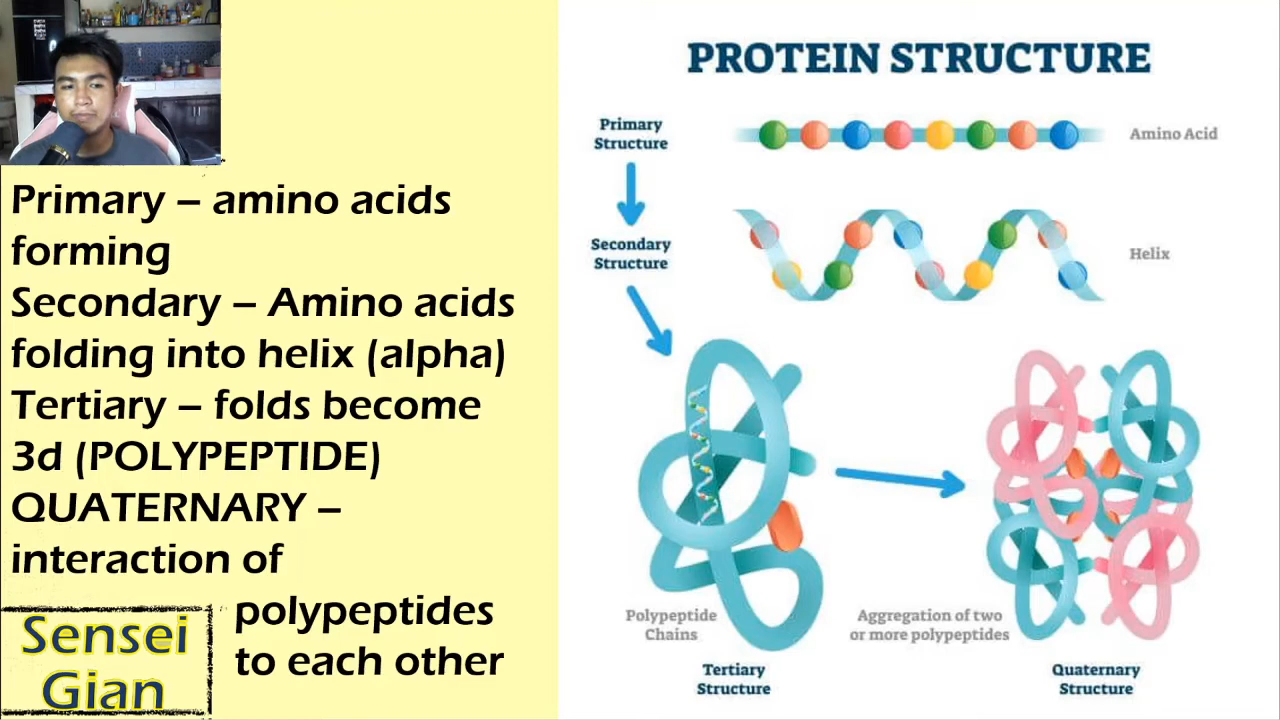 Primary – amino acids
forming
Secondary – Amino acids
folding into helix (alpha)
Tertiary – folds become
3d (POLYPEPTIDE)
QUATERNARY –
interaction of
polypeptides
to each other
Sensei
Gian
PROTEIN STRUCTURE
Primary
Structure
Amino Acid
Secondary
Structure
Helix
Polypeptide
Chains
Tertiary
Structure
Aggregation of two
or more polypeptides
Quaternary
Structure